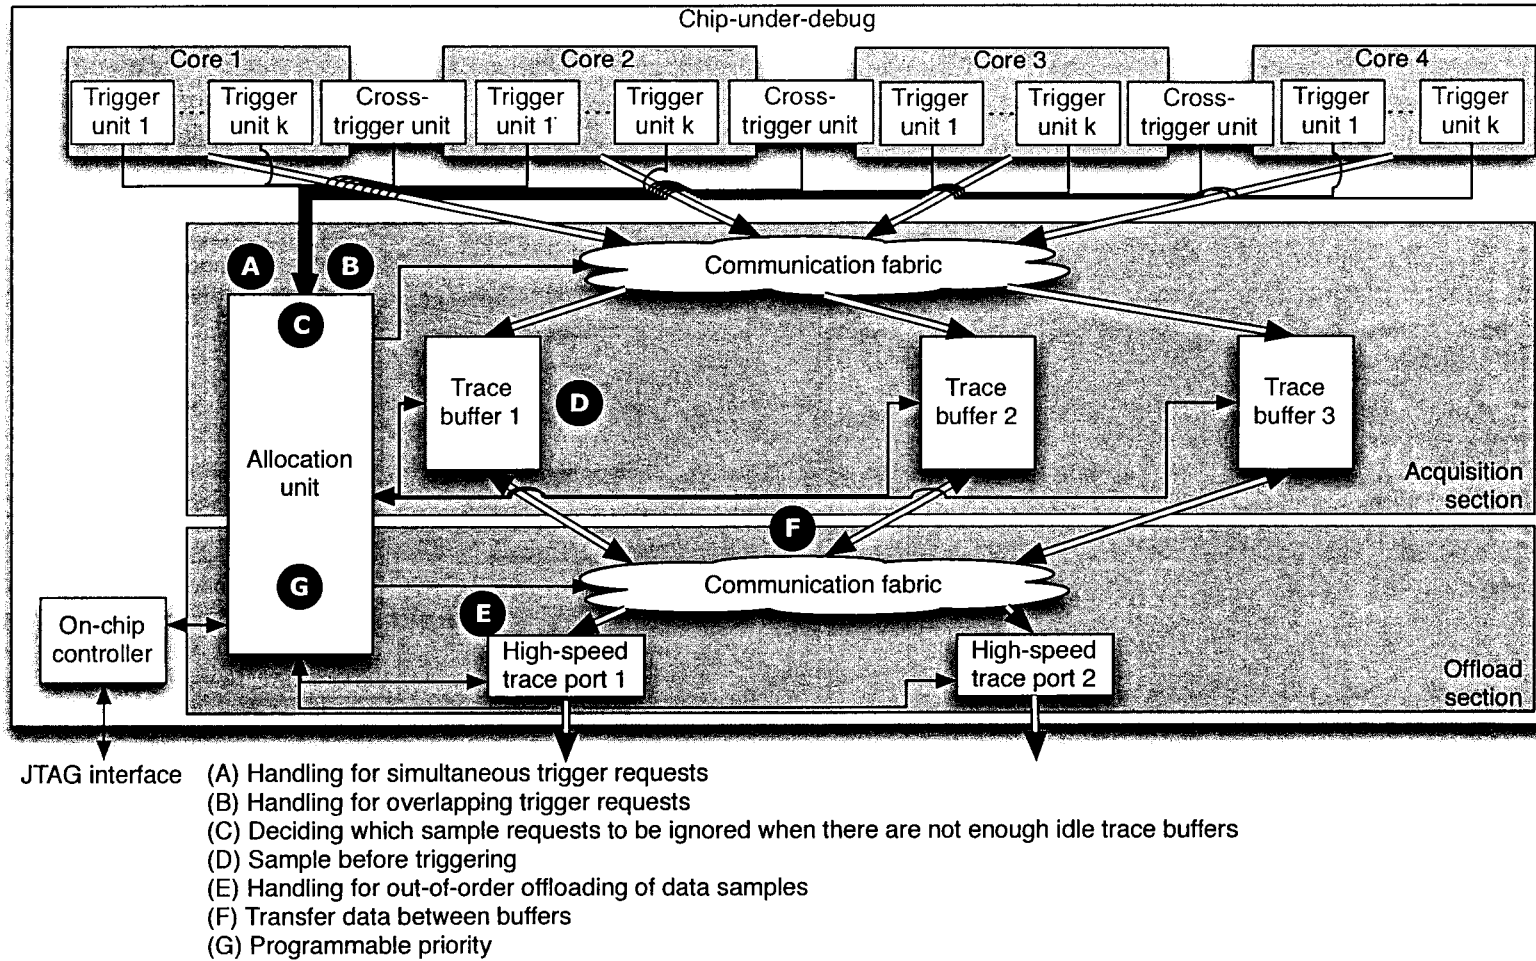 Chip-under-debug
Core 1
Core 2
Core 3
Core 4
Trigger
unit 1
...
Trigger
unit k
Cross-
trigger unit
Trigger
unit 1
...
Trigger
unit k
Cross-
trigger unit
Trigger
unit 1
...
Trigger
unit k
Cross-
trigger unit
Trigger
unit 1
...
Trigger
unit k
A
B
Communication fabric
C
Trace
buffer 1
D
Trace
buffer 2
Trace
buffer 3
Allocation
unit
Acquisition
section
F
Communication fabric
G
E
On-chip
controller
High-speed
trace port 1
High-speed
trace port 2
Offload
section
JTAG interface
(A) Handling for simultaneous trigger requests
(B) Handling for overlapping trigger requests
(C) Deciding which sample requests to be ignored when there are not enough idle trace buffers
(D) Sample before triggering
(E) Handling for out-of-order offloading of data samples
(F) Transfer data between buffers
(G) Programmable priority